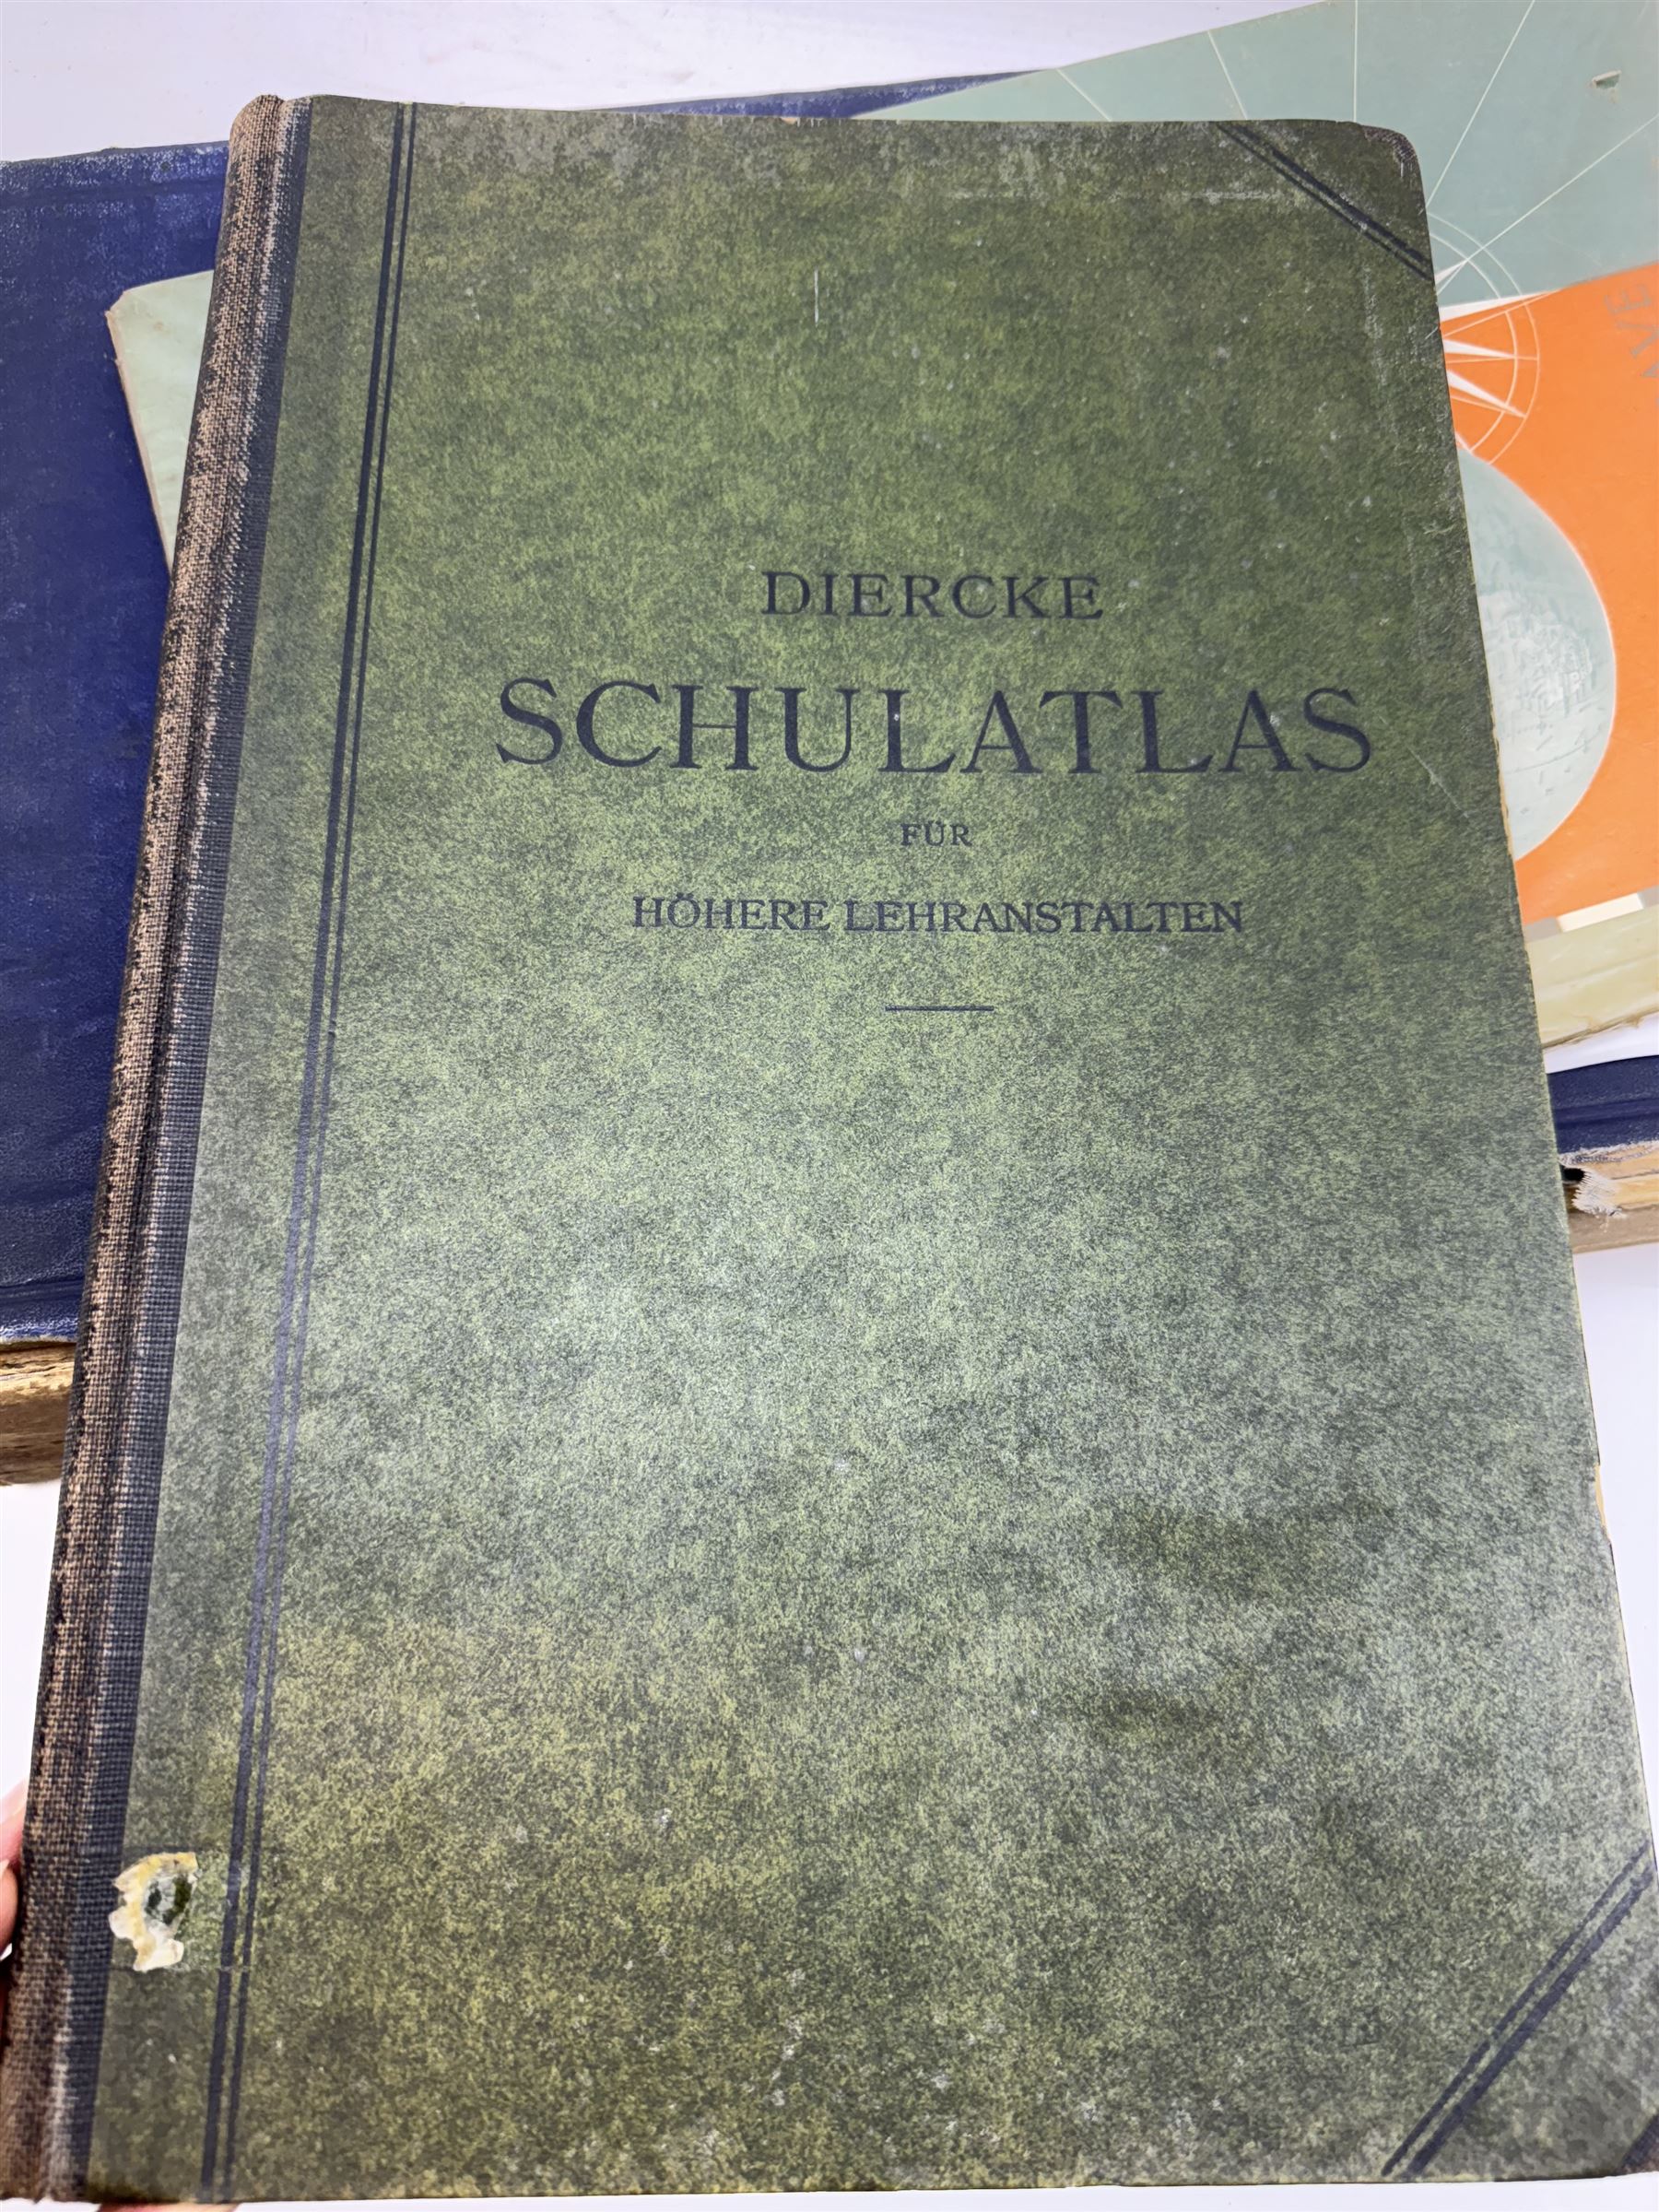 DIERCKE
SCHULATLAS
FÜR
HÖHERE LEHRANSTALTEN